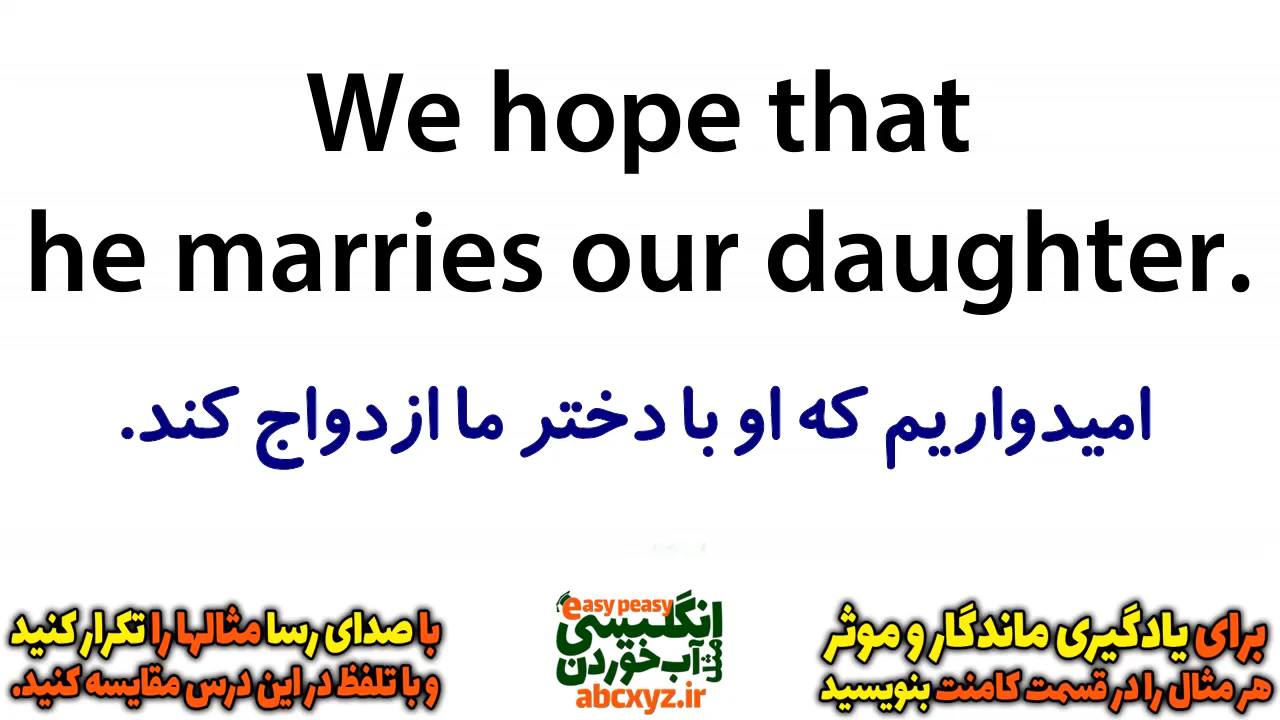 We hope that
he marries our daughter.
امیدواریم که او با دختر ما ازدواج کند.
برای یادگیری ماندگار و موثر
هر مثال را در قسمت کامنت بنویسید
easy peasy
انگلیسی
مثل آب خوردن
abcxyz.ir
با صدای رسا مثالها را تکرار کنید
و با تلفظ در این درس مقایسه کنید.